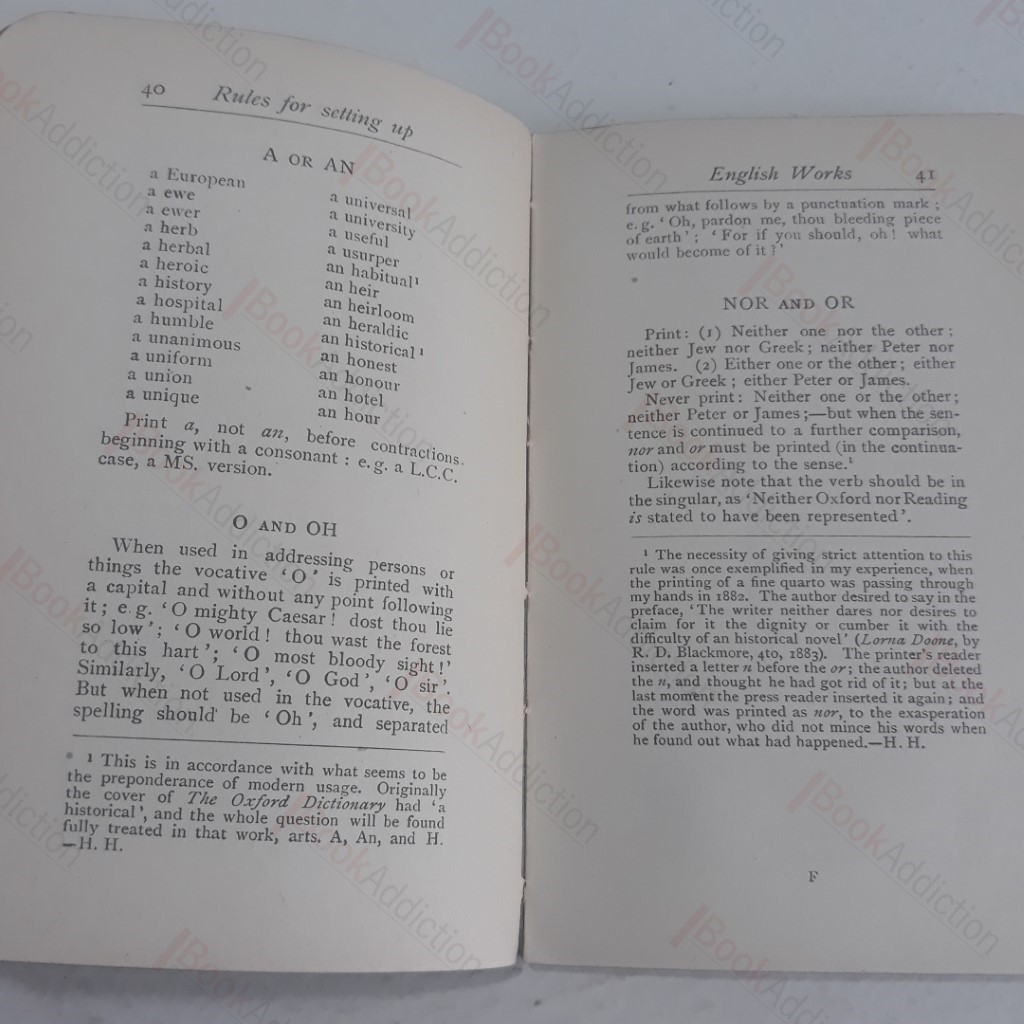 40 Rules for setting up
A OR AN
a European
a ewe
a ewer
a herb
a herbal
a heroic
a history
a hospital
a humble
a unanimous
a uniform
a union
a unique
a universal
a university
a useful
a usurper
an habitual¹
an heir
an heirloom
an heraldic
an historical¹
an honest
an honour
an hotel
an hour
Print a, not an, before contractions
beginning with a consonant : e. g. a L.C.C.
case, a MS. version.
O AND OH
When used in addressing persons or
things the vocative ‘O’ is printed with
a capital and without any point following
it ; e. g. ‘O mighty Caesar ! dost thou lie
so low’ ; ‘O world ! thou wast the forest
to this hart’ ; ‘O most bloody sight !’
Similarly, ‘O Lord’, ‘O God’, ‘O sir’.
But when not used in the vocative, the
spelling should be ‘Oh’, and separated
¹ This is in accordance with what seems to be
the preponderance of modern usage. Originally
the cover of The Oxford Dictionary had ‘a
historical’, and the whole question will be found
fully treated in that work, arts. A, An, and H.
—H. H.
English Works 41
from what follows by a punctuation mark ;
e. g. ‘Oh, pardon me, thou bleeding piece
of earth’ ; ‘For if you should, oh ! what
would become of it ?’
NOR AND OR
Print : (1) Neither one nor the other ;
neither Jew nor Greek ; neither Peter nor
James. (2) Either one or the other ; either
Jew or Greek ; either Peter or James.
Never print : Neither one or the other ;
neither Peter or James ;—but when the sen-
tence is continued to a further comparison,
nor and or must be printed (in the continua-
tion) according to the sense.¹
Likewise note that the verb should be in
the singular, as ‘Neither Oxford nor Reading
is stated to have been represented’.
¹ The necessity of giving strict attention to this
rule was once exemplified in my experience, when
the printing of a fine quarto was passing through
my hands in 1882. The author desired to say in the
preface, ‘The writer neither dares nor desires to
claim for it the dignity or cumber it with the
difficulty of an historical novel’ (Lorna Doone, by
R. D. Blackmore, 4to, 1883). The printer's reader
inserted a letter n before the or ; the author deleted
the n, and thought he had got rid of it ; but at the
last moment the press reader inserted it again ; and
the word was printed as nor, to the exasperation
of the author, who did not mince his words when
he found out what had happened.—H. H.
F
BookAddiction